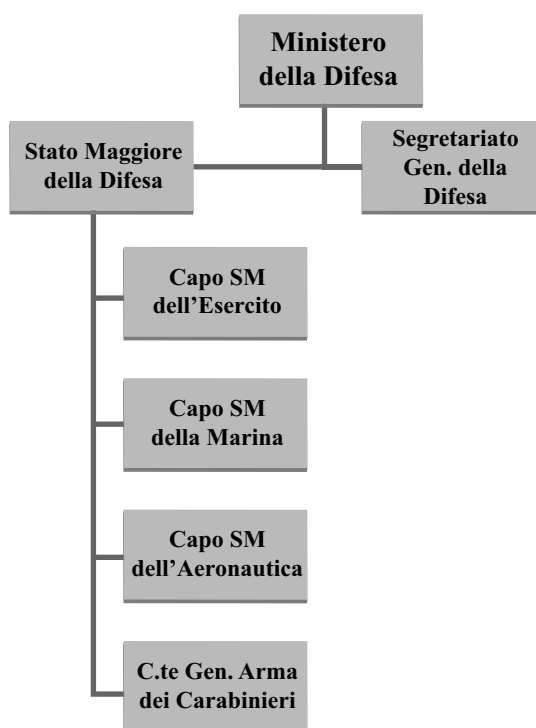 Ministero
della Difesa
Stato Maggiore
della Difesa
Segretariato
Gen. della
Difesa
Capo SM
dell’Esercito
Capo SM
della Marina
Capo SM
dell’Aeronautica
C.te Gen. Arma
dei Carabinieri